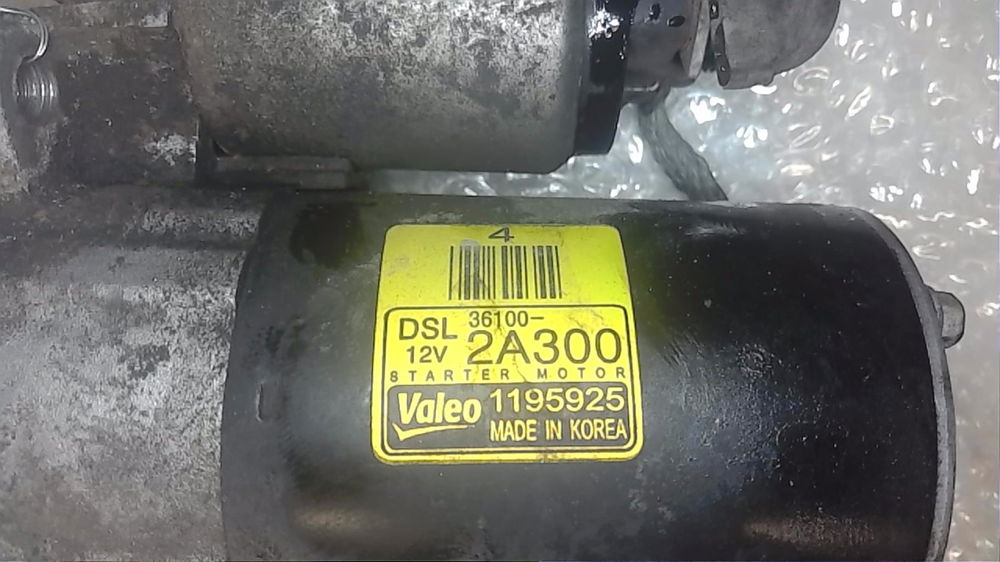 4
DSL 36100-
12V 2A300
STARTER MOTOR
Valeo 1195925
MADE IN KOREA